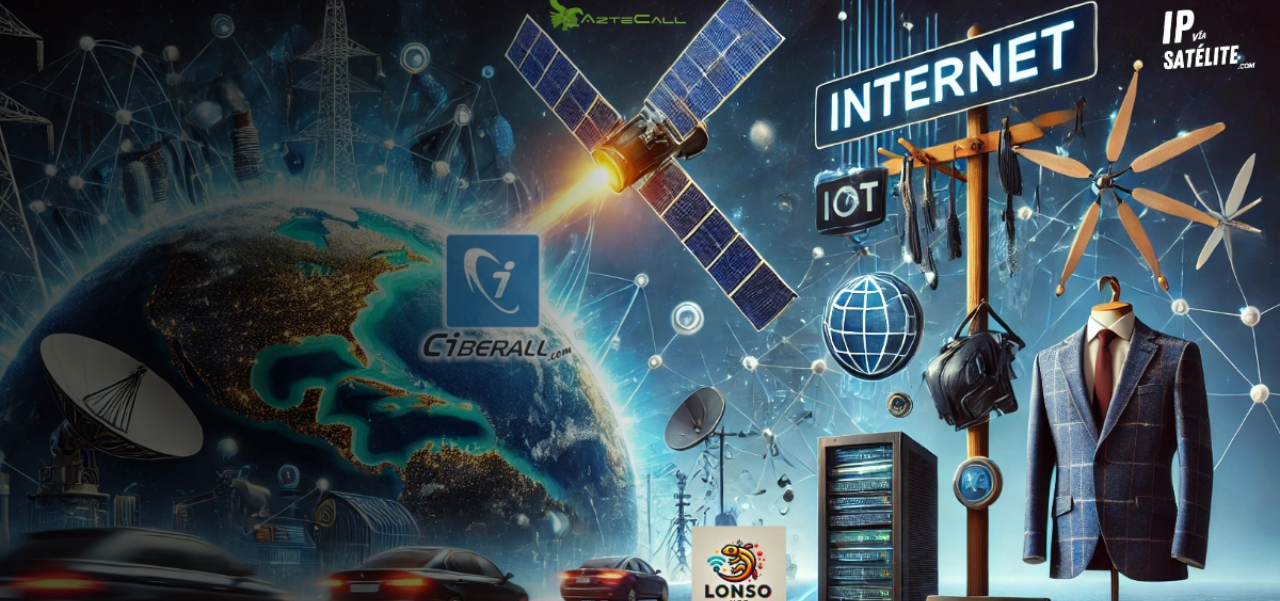 AZTECALL
INTERNET
IP
VÍA
SATÉLITE.COM
IOT
CIBERALL.com
LONSO